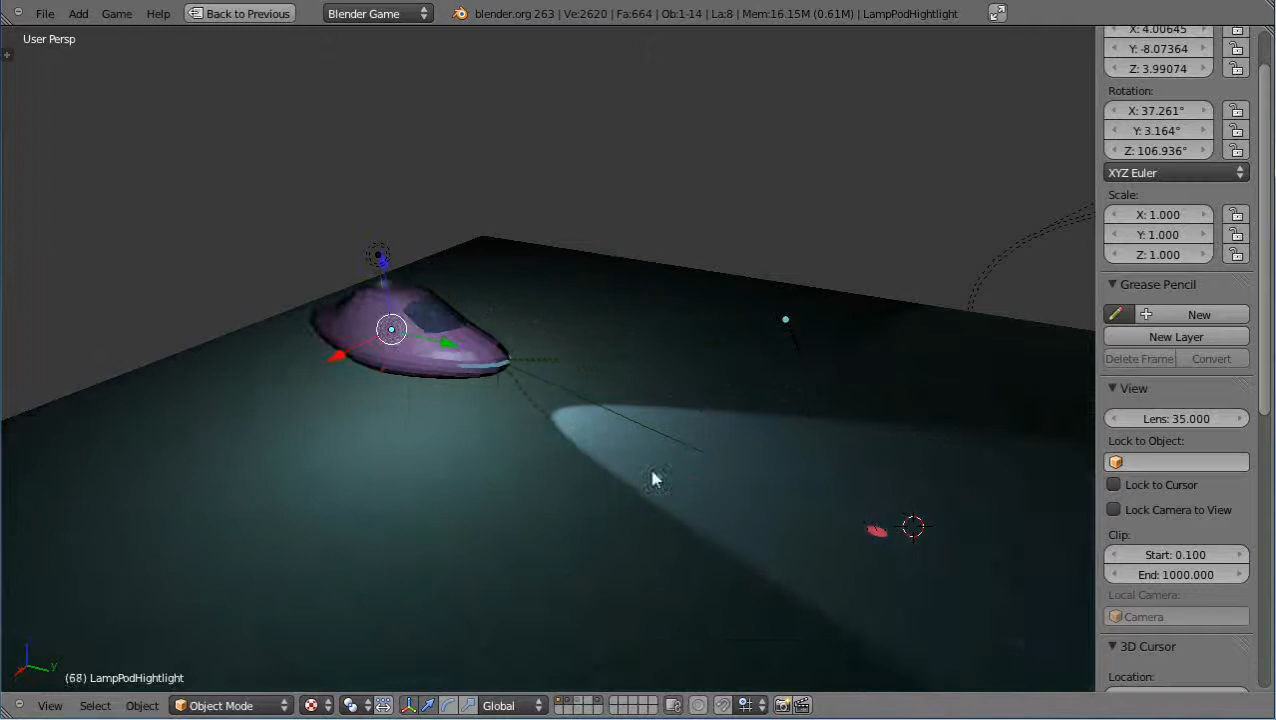 File Add Game Help Back to Previous Blender Game blender.org 263 | Ve:2620 | Fa:664 | Ob:1-14 | La:8 | Mem:16.15M (0.61M) | LampPodHightlight
User Persp
X: 4.00645
Y: -8.07364
Z: 3.99074
Rotation:
X: 37.261°
Y: 3.164°
Z: 106.936°
XYZ Euler
Scale:
X: 1.000
Y: 1.000
Z: 1.000
Grease Pencil
New
New Layer
Delete Frame Convert
View
Lens: 35.000
Lock to Object:
Lock to Cursor
Lock Camera to View
Clip:
Start: 0.100
End: 1000.000
Local Camera:
Camera
3D Cursor
Location:
y
(68) LampPodHightlight
View Select Object Object Mode Global